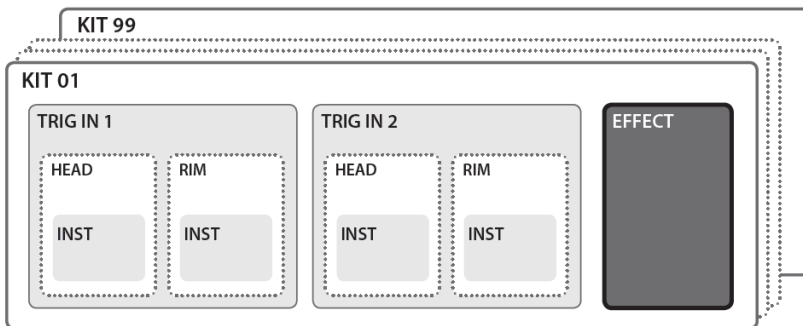 KIT 99
KIT 01
TRIG IN 1
TRIG IN 2
EFFECT
HEAD
RIM
HEAD
RIM
INST
INST
INST
INST